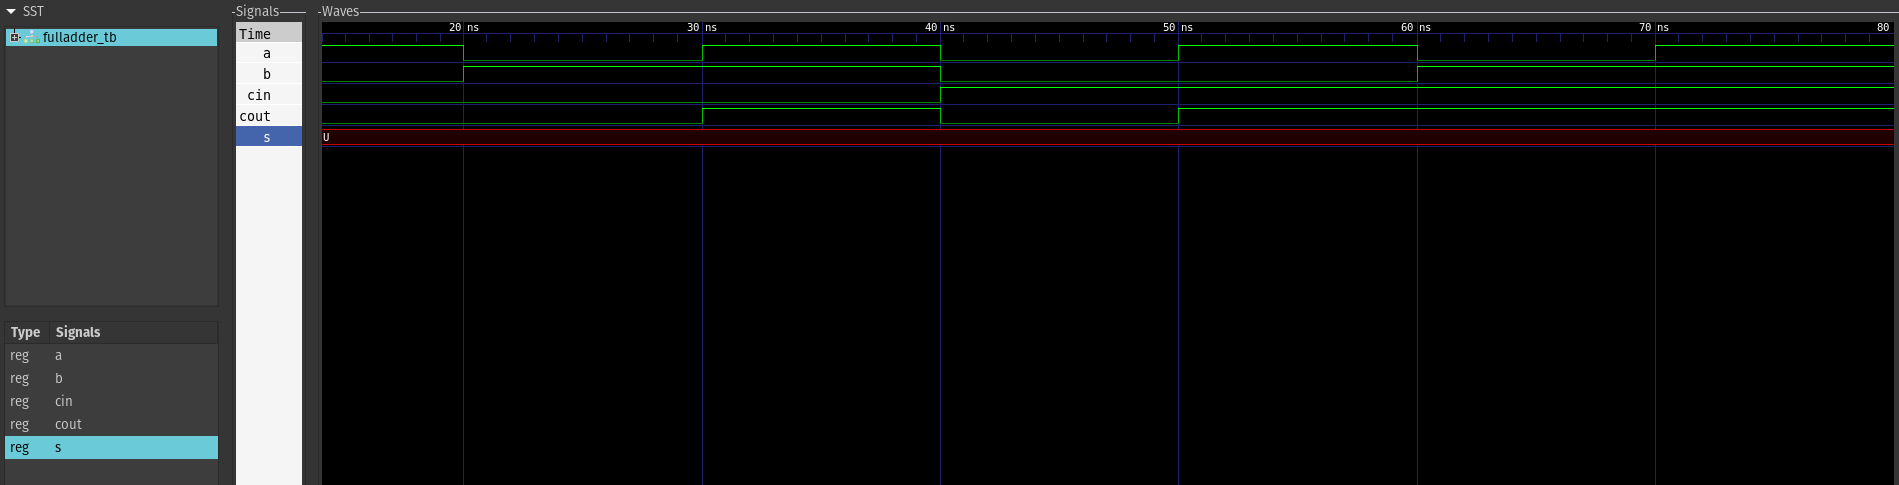 SST
fulladder_tb
Type Signals
reg a
reg b
reg cin
reg cout
reg s
Signals
Time
a
b
cin
cout
s
Waves
20 ns 30 ns 40 ns 50 ns 60 ns 70 ns 80
U